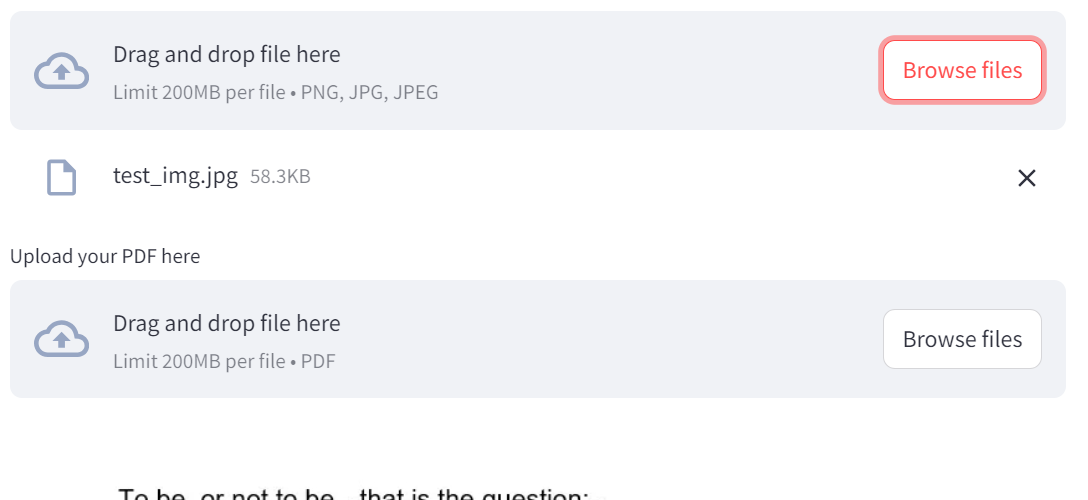 Drag and drop file here
Limit 200MB per file • PNG, JPG, JPEG
Browse files
test_img.jpg 58.3KB
Upload your PDF here
Drag and drop file here
Limit 200MB per file • PDF
Browse files
To be, or not to be - that is the question: